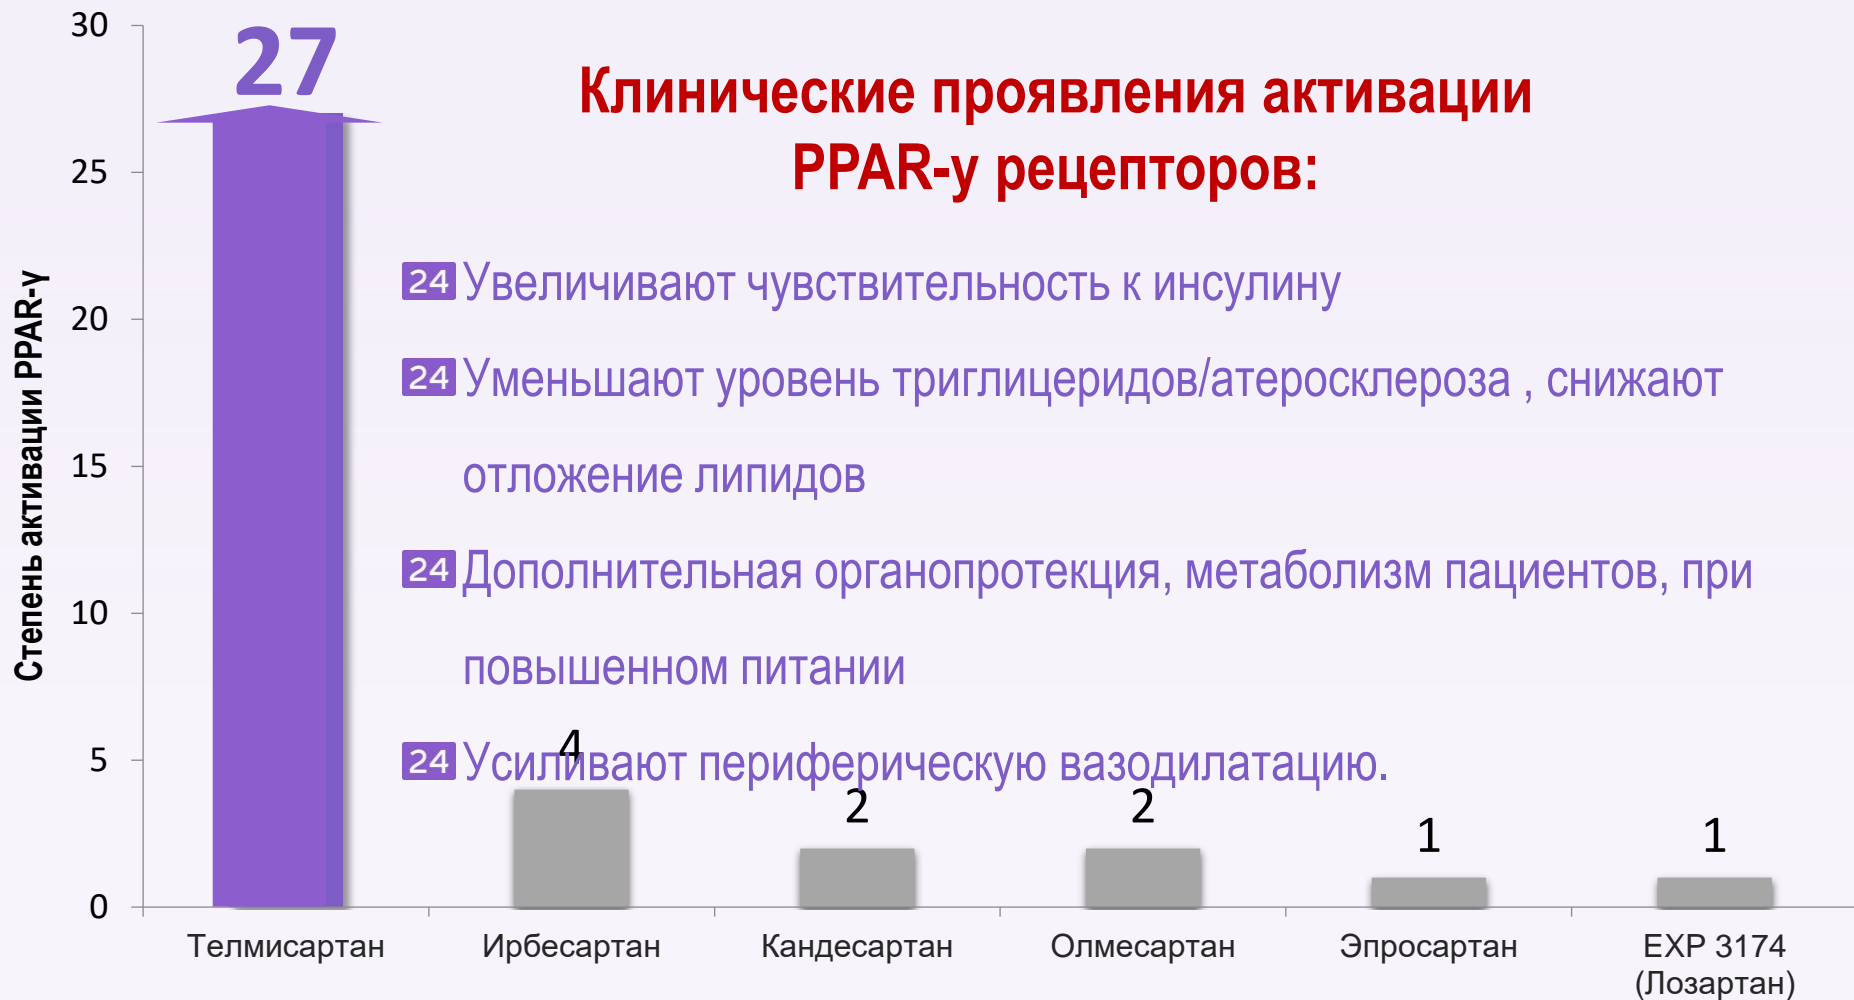 30
25
20
15
10
5
0
Степень активации PPAR-γ
27
Клинические проявления активации
PPAR-y рецепторов:
24 Увеличивают чувствительность к инсулину
24 Уменьшают уровень триглицеридов/атеросклероза , снижают
отложение липидов
24 Дополнительная органопротекция, метаболизм пациентов, при
повышенном питании
24 Усиливают периферическую вазодилатацию.
4
2
2
1
1
Телмисартан
Ирбесартан
Кандесартан
Олмесартан
Эпросартан
EXP 3174
(Лозартан)